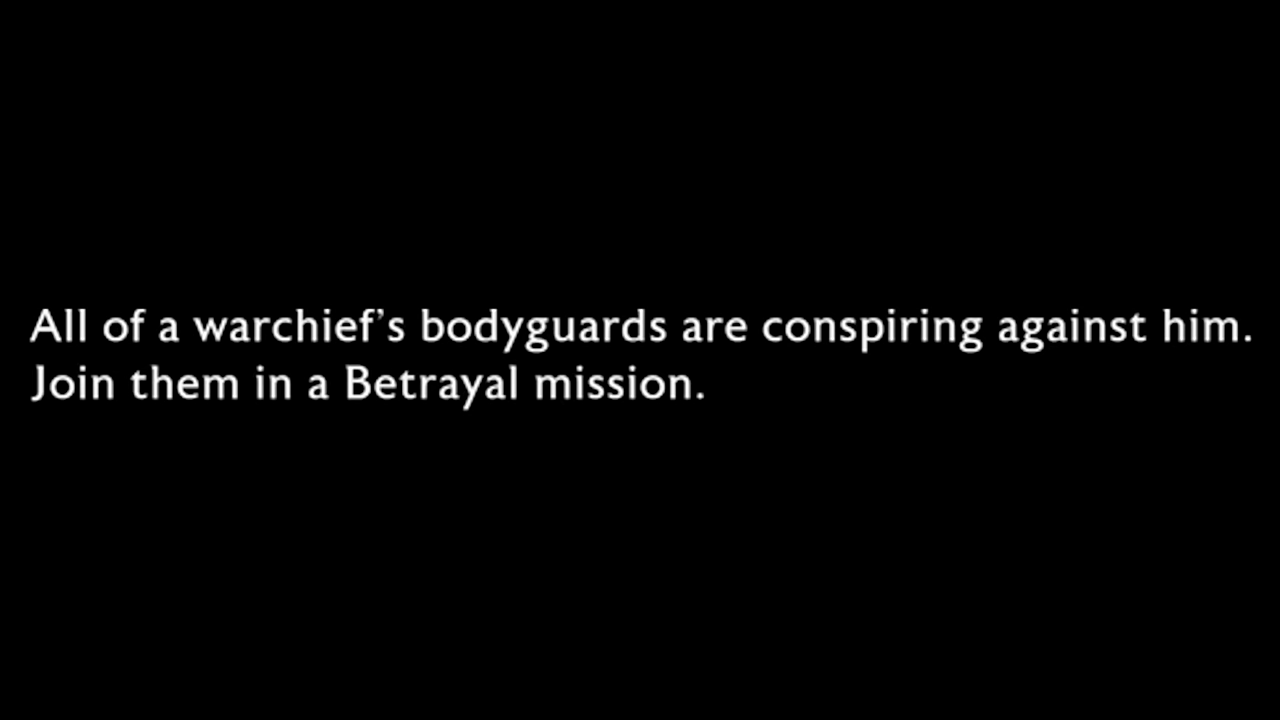 All of a warchief’s bodyguards are conspiring against him.
Join them in a Betrayal mission.